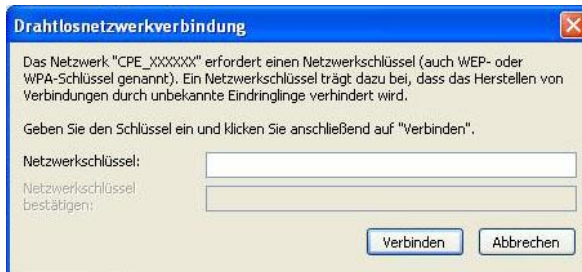 Drahtlosnetzwerkverbindung
Das Netzwerk "CPE_XXXXXX" erfordert einen Netzwerkschlüssel (auch WEP- oder
WPA-Schlüssel genannt). Ein Netzwerkschlüssel trägt dazu bei, dass das Herstellen von
Verbindungen durch unbekannte Eindringlinge verhindert wird.
Geben Sie den Schlüssel ein und klicken Sie anschließend auf "Verbinden".
Netzwerkschlüssel:
Netzwerkschlüssel
bestätigen:
Verbinden Abbrechen